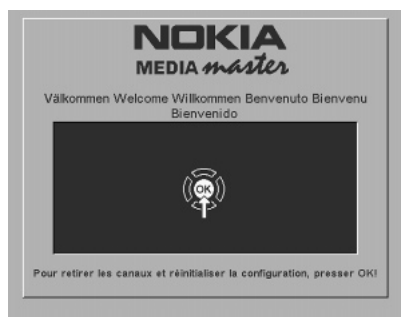 NOKIA
MEDIA master
Välkommen Welcome Willkommen Benvenuto Bienvenu
Bienvenido
OK
Pour retirer les canaux et réinitialiser la configuration, presser OK!